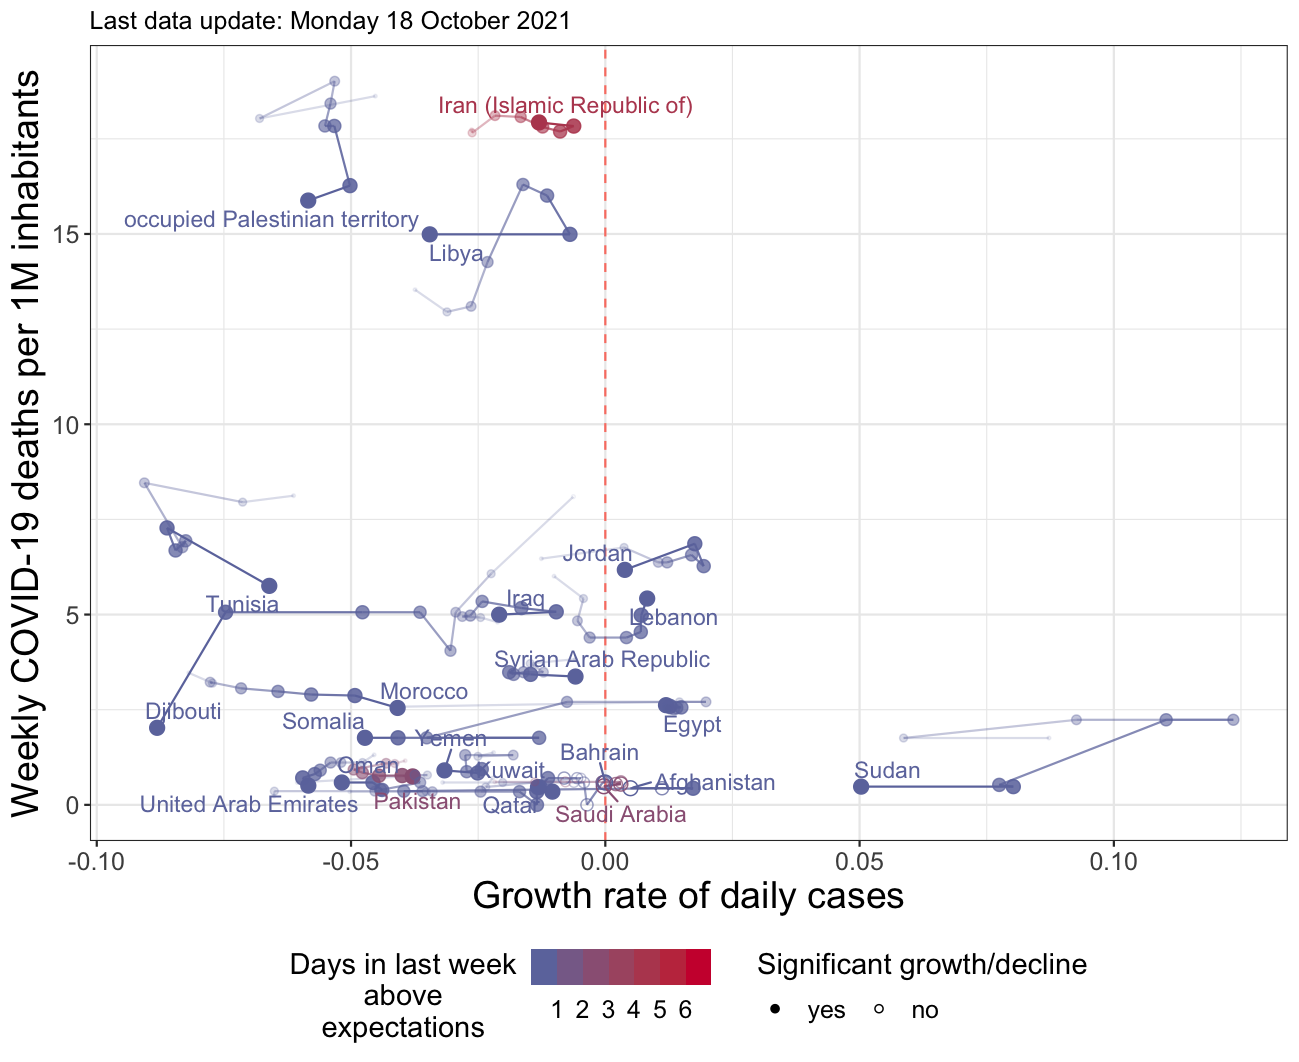 Last data update: Monday 18 October 2021
Weekly COVID-19 deaths per 1M inhabitants
15
10
5
0
Iran (Islamic Republic of)
occupied Palestinian territory
Libya
Jordan
Iraq
Tunisia
Lebanon
Syrian Arab Republic
Morocco
Djibouti
Somalia
Egypt
Yemen
Bahrain
Oman
Kuwait
Sudan
Afghanistan
United Arab Emirates
Pakistan
Qatar
Saudi Arabia
-0.10
-0.05
0.00
0.05
0.10
Growth rate of daily cases
Days in last week
above
expectations
1 2 3 4 5 6
Significant growth/decline
yes
no